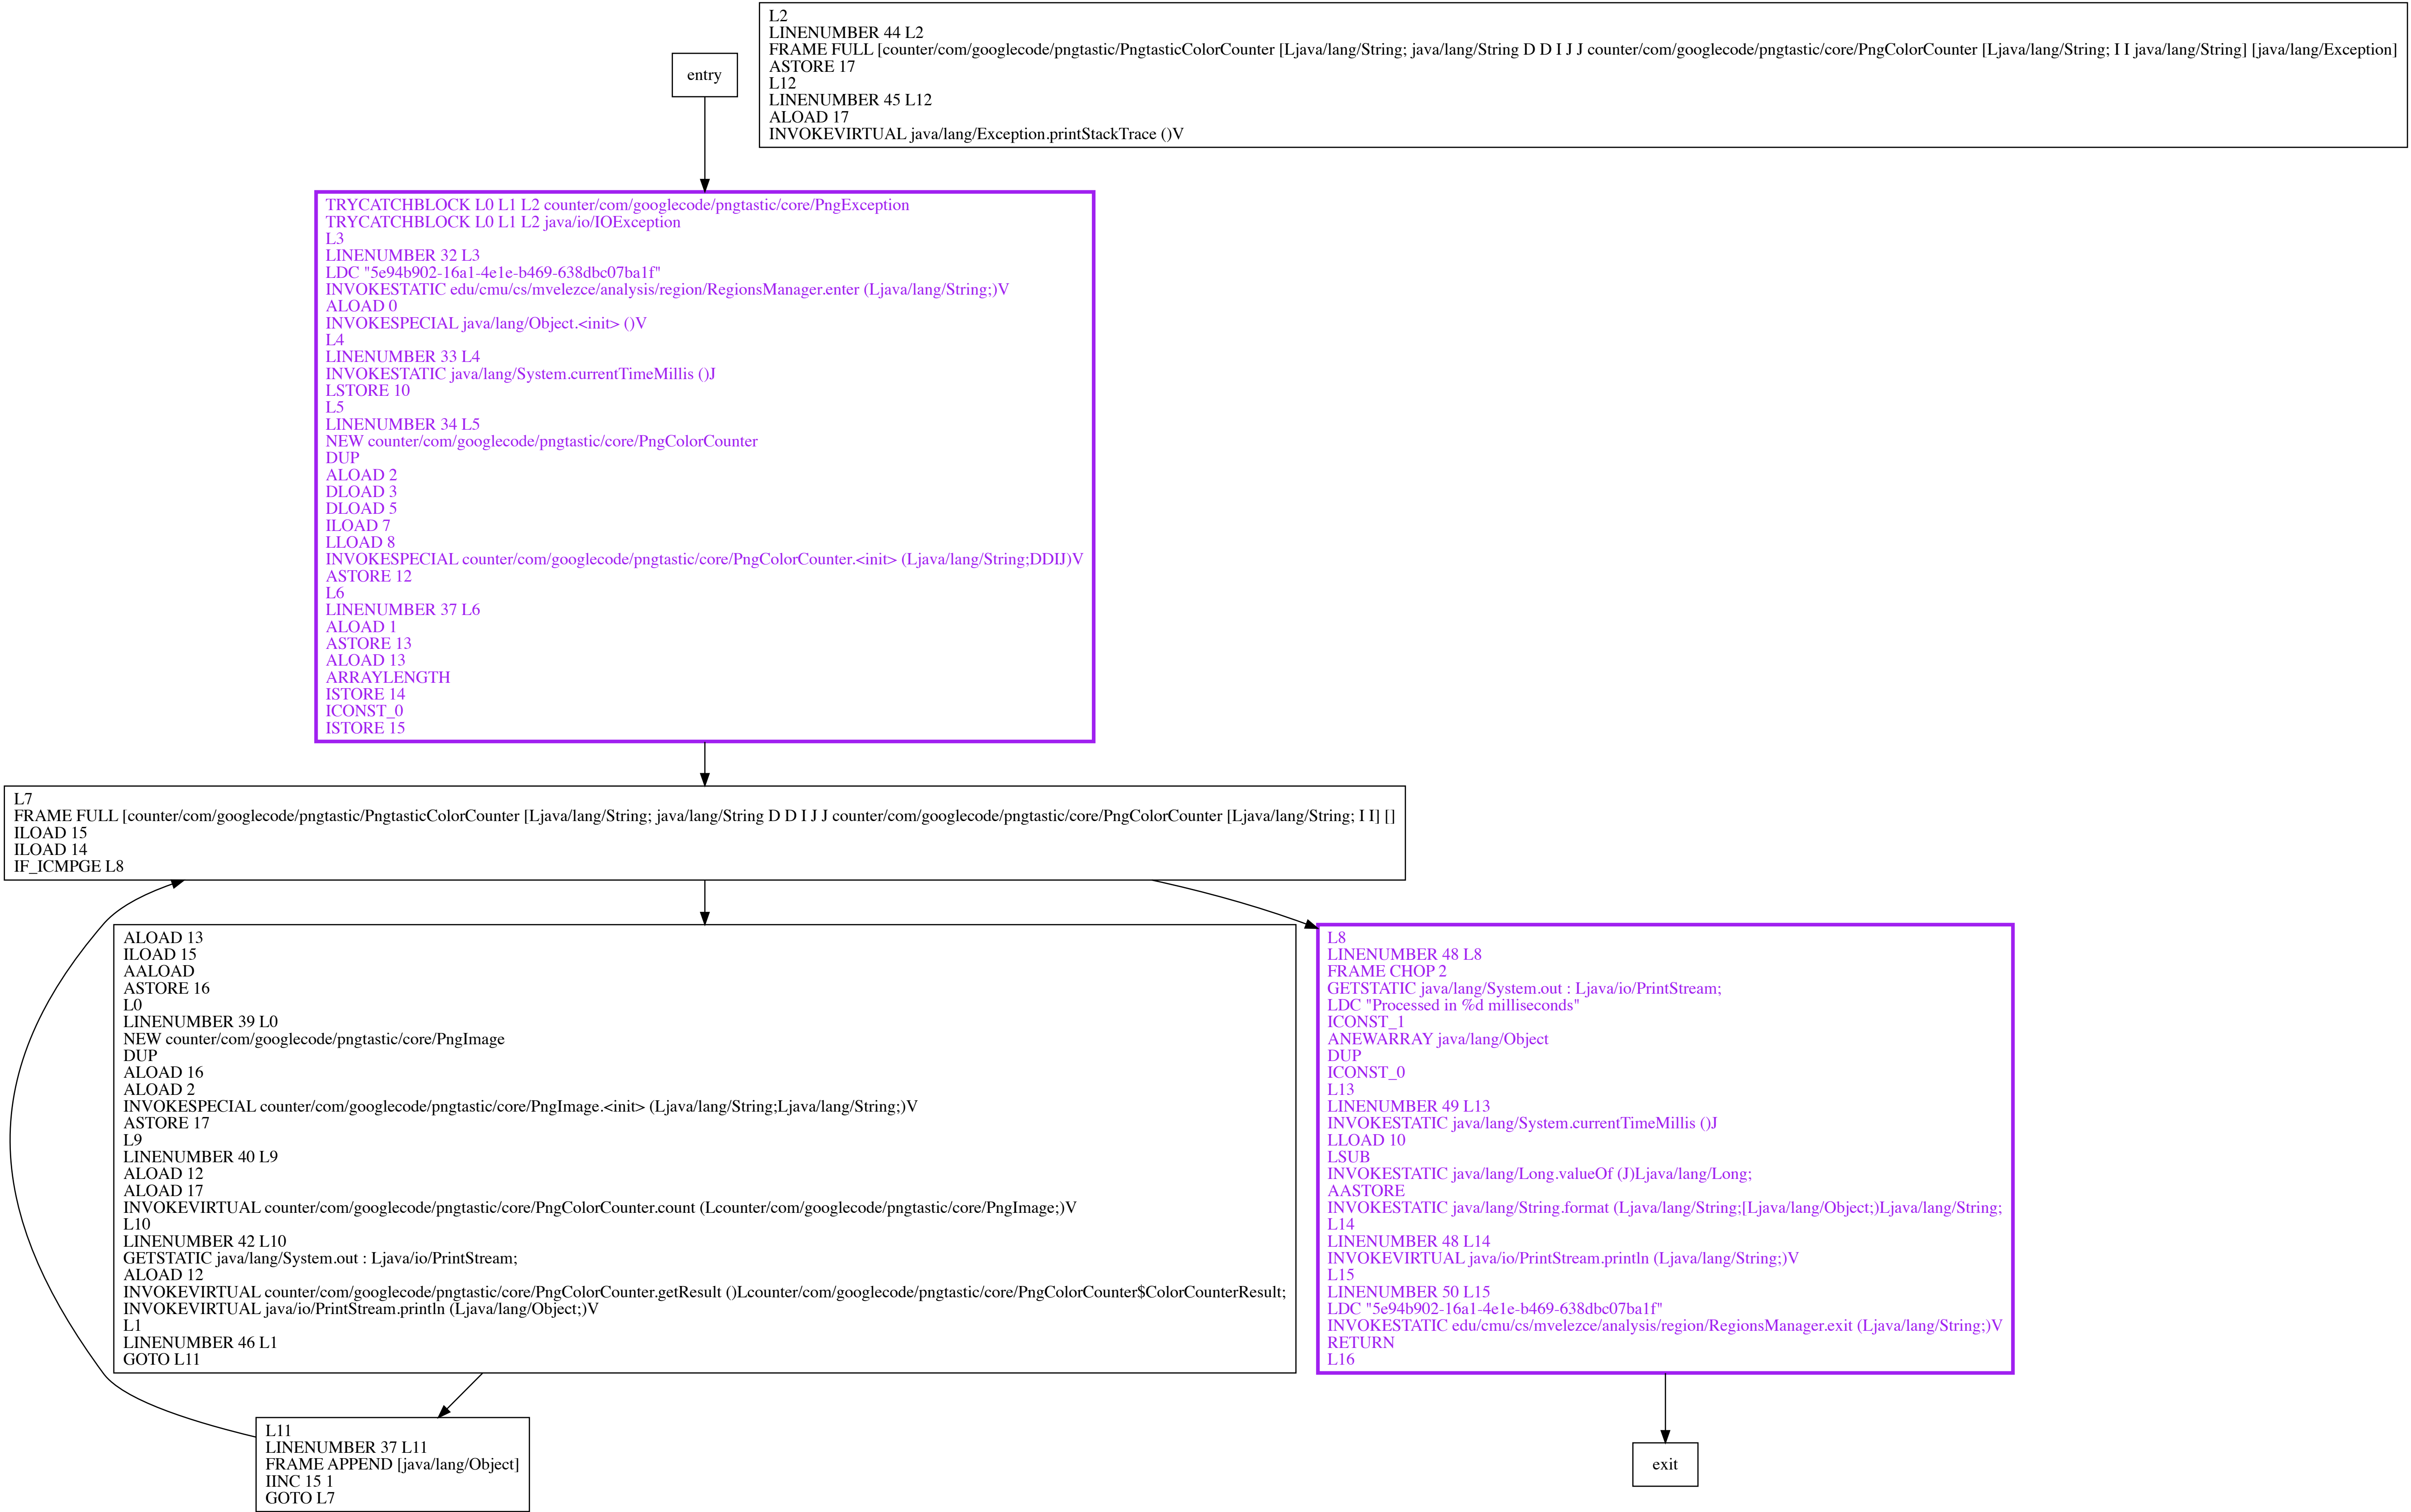 L2
LINENUMBER 44 L2
FRAME FULL [counter/com/googlecode/pngtastic/PngtasticColorCounter [Ljava/lang/String; java/lang/String D D I J J counter/com/googlecode/pngtastic/core/PngColorCounter [Ljava/lang/String; I I java/lang/String] [java/lang/Exception]
ASTORE 17
L12
LINENUMBER 45 L12
ALOAD 17
INVOKEVIRTUAL java/lang/Exception.printStackTrace ()V
entry
TRYCATCHBLOCK L0 L1 L2 counter/com/googlecode/pngtastic/core/PngException
TRYCATCHBLOCK L0 L1 L2 java/io/IOException
L3
LINENUMBER 32 L3
LDC "5e94b902-16a1-4e1e-b469-638dbc07ba1f"
INVOKESTATIC edu/cmu/cs/mvelezce/analysis/region/RegionsManager.enter (Ljava/lang/String;)V
ALOAD 0
INVOKESPECIAL java/lang/Object.<init> ()V
L4
LINENUMBER 33 L4
INVOKESTATIC java/lang/System.currentTimeMillis ()J
LSTORE 10
L5
LINENUMBER 34 L5
NEW counter/com/googlecode/pngtastic/core/PngColorCounter
DUP
ALOAD 2
DLOAD 3
DLOAD 5
ILOAD 7
LLOAD 8
INVOKESPECIAL counter/com/googlecode/pngtastic/core/PngColorCounter.<init> (Ljava/lang/String;DDIJ)V
ASTORE 12
L6
LINENUMBER 37 L6
ALOAD 1
ASTORE 13
ALOAD 13
ARRAYLENGTH
ISTORE 14
ICONST_0
ISTORE 15
L7
FRAME FULL [counter/com/googlecode/pngtastic/PngtasticColorCounter [Ljava/lang/String; java/lang/String D D I J J counter/com/googlecode/pngtastic/core/PngColorCounter [Ljava/lang/String; I I] []
ILOAD 15
ILOAD 14
IF_ICMPGE L8
ALOAD 13
ILOAD 15
AALOAD
ASTORE 16
L0
LINENUMBER 39 L0
NEW counter/com/googlecode/pngtastic/core/PngImage
DUP
ALOAD 16
ALOAD 2
INVOKESPECIAL counter/com/googlecode/pngtastic/core/PngImage.<init> (Ljava/lang/String;Ljava/lang/String;)V
ASTORE 17
L9
LINENUMBER 40 L9
ALOAD 12
ALOAD 17
INVOKEVIRTUAL counter/com/googlecode/pngtastic/core/PngColorCounter.count (Lcounter/com/googlecode/pngtastic/core/PngImage;)V
L10
LINENUMBER 42 L10
GETSTATIC java/lang/System.out : Ljava/io/PrintStream;
ALOAD 12
INVOKEVIRTUAL counter/com/googlecode/pngtastic/core/PngColorCounter.getResult ()Lcounter/com/googlecode/pngtastic/core/PngColorCounter$ColorCounterResult;
INVOKEVIRTUAL java/io/PrintStream.println (Ljava/lang/Object;)V
L1
LINENUMBER 46 L1
GOTO L11
L8
LINENUMBER 48 L8
FRAME CHOP 2
GETSTATIC java/lang/System.out : Ljava/io/PrintStream;
LDC "Processed in %d milliseconds"
ICONST_1
ANEWARRAY java/lang/Object
DUP
ICONST_0
L13
LINENUMBER 49 L13
INVOKESTATIC java/lang/System.currentTimeMillis ()J
LLOAD 10
LSUB
INVOKESTATIC java/lang/Long.valueOf (J)Ljava/lang/Long;
AASTORE
INVOKESTATIC java/lang/String.format (Ljava/lang/String;[Ljava/lang/Object;)Ljava/lang/String;
L14
LINENUMBER 48 L14
INVOKEVIRTUAL java/io/PrintStream.println (Ljava/lang/String;)V
L15
LINENUMBER 50 L15
LDC "5e94b902-16a1-4e1e-b469-638dbc07ba1f"
INVOKESTATIC edu/cmu/cs/mvelezce/analysis/region/RegionsManager.exit (Ljava/lang/String;)V
RETURN
L16
L11
LINENUMBER 37 L11
FRAME APPEND [java/lang/Object]
IINC 15 1
GOTO L7
exit